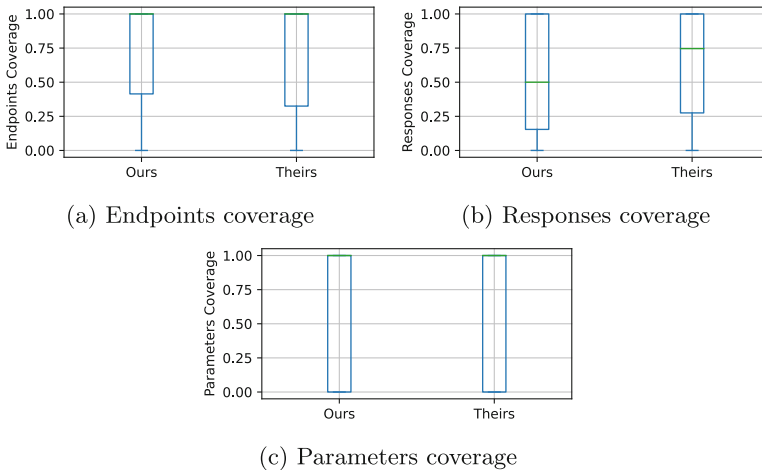 Endpoints Coverage
1.00
0.75
0.50
0.25
0.00
Ours Theirs
(a) Endpoints coverage
Responses Coverage
1.00
0.75
0.50
0.25
0.00
Ours Theirs
(b) Responses coverage
Parameters Coverage
1.00
0.75
0.50
0.25
0.00
Ours Theirs
(c) Parameters coverage